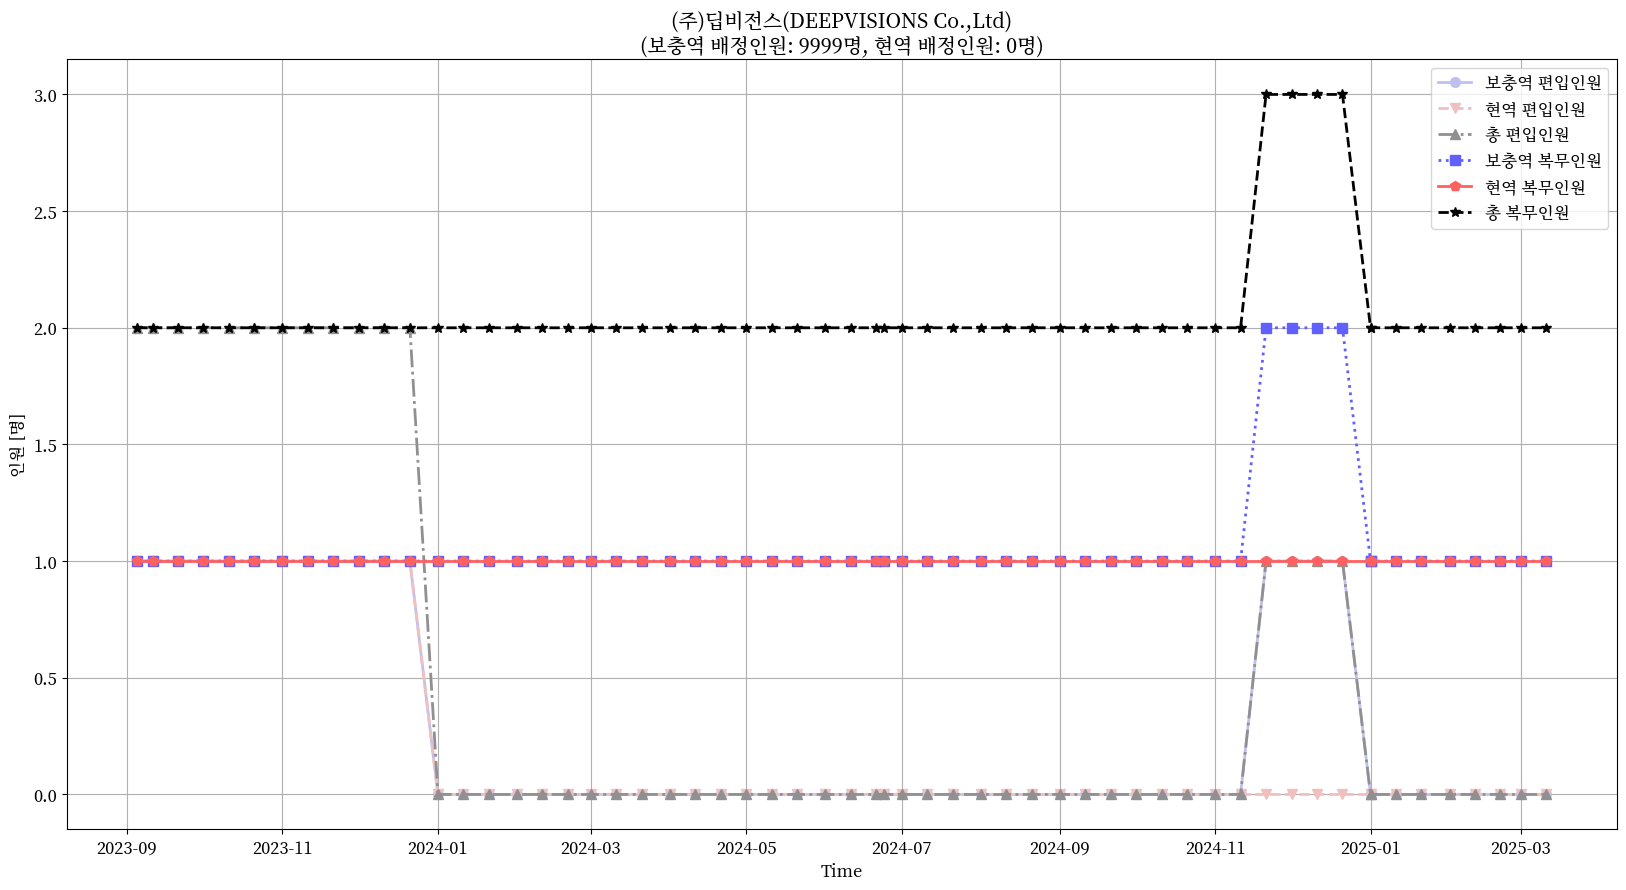 (주)딥비전스(DEEPVISIONS Co.,Ltd)
(보충역 배정인원: 9999명, 현역 배정인원: 0명)
보충역 편입인원
현역 편입인원
총 편입인원
보충역 복무인원
현역 복무인원
총 복무인원
인원 [명]
3.0
2.5
2.0
1.5
1.0
0.5
0.0
2023-09 2023-11 2024-01 2024-03 2024-05 2024-07 2024-09 2024-11 2025-01 2025-03
Time